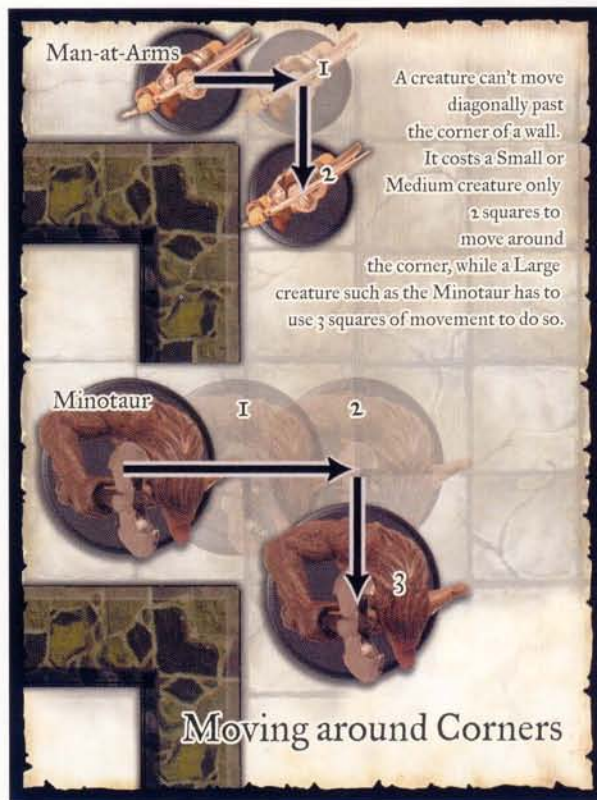 Man-at-Arms
1
2
A creature can't move
diagonally past
the corner of a wall.
It costs a Small or
Medium creature only
2 squares to
move around
the corner, while a Large
creature such as the Minotaur has to
use 3 squares of movement to do so.
Minotaur
1
2
3
Moving around Corners